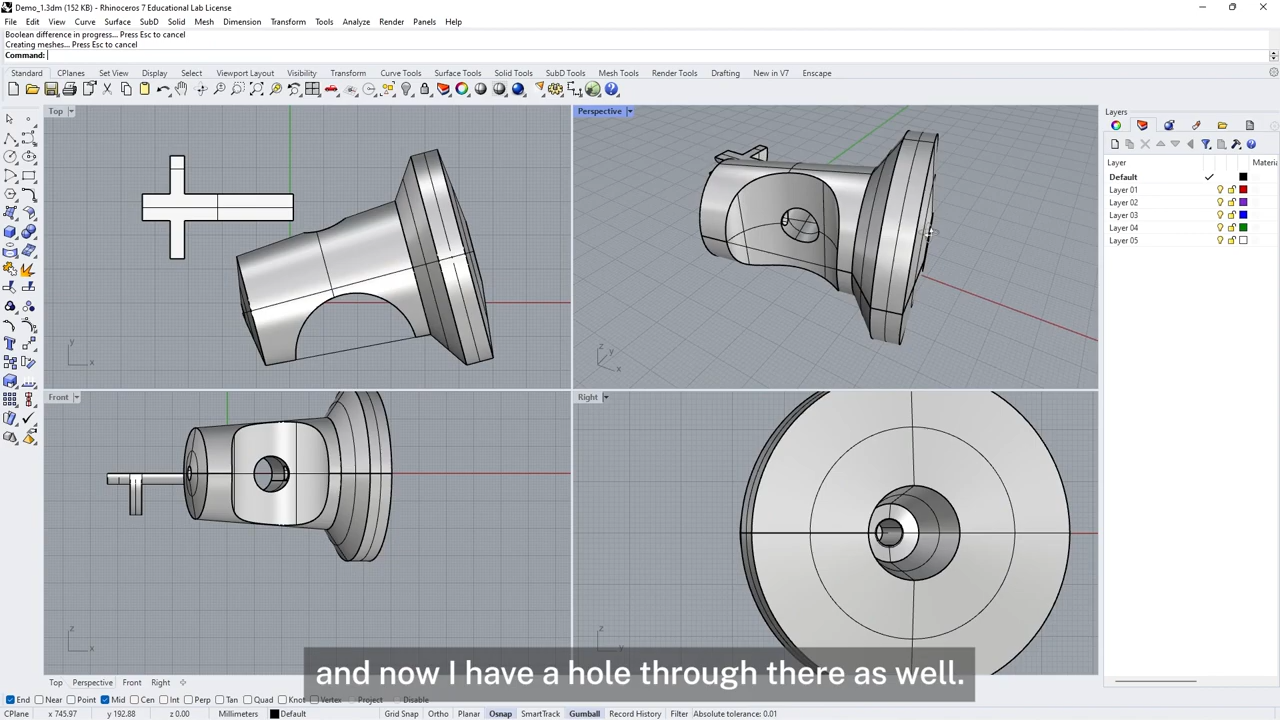 Demo_1.3dm (152 KB) - Rhinoceros 7 Educational Lab License
File Edit View Curve Surface SubD Solid Mesh Dimension Transform Tools Analyze Render Panels Help
Boolean difference in progress... Press Esc to cancel
Creating meshes... Press Esc to cancel
Command:
Standard CPlanes Set View Display Select Viewport Layout Visibility Transform Curve Tools Surface Tools Solid Tools SubD Tools Mesh Tools Render Tools Drafting New in V7 Enscape
Top
y
x
Perspective
z
y
x
Front
z
x
Right
z
y
Layers
Layer Materi
Default
Layer 01
Layer 02
Layer 03
Layer 04
Layer 05
and now I have a hole through there as well.
Top Perspective Front Right
End Near Point Mid Cen Int Perp Tan Quad Knot Vertex Project Disable
CPlane x 745.97 y 192.88 z 0.00 Millimeters Default Grid Snap Ortho Planar Osnap SmartTrack Gumball Record History Filter Absolute tolerance: 0.01